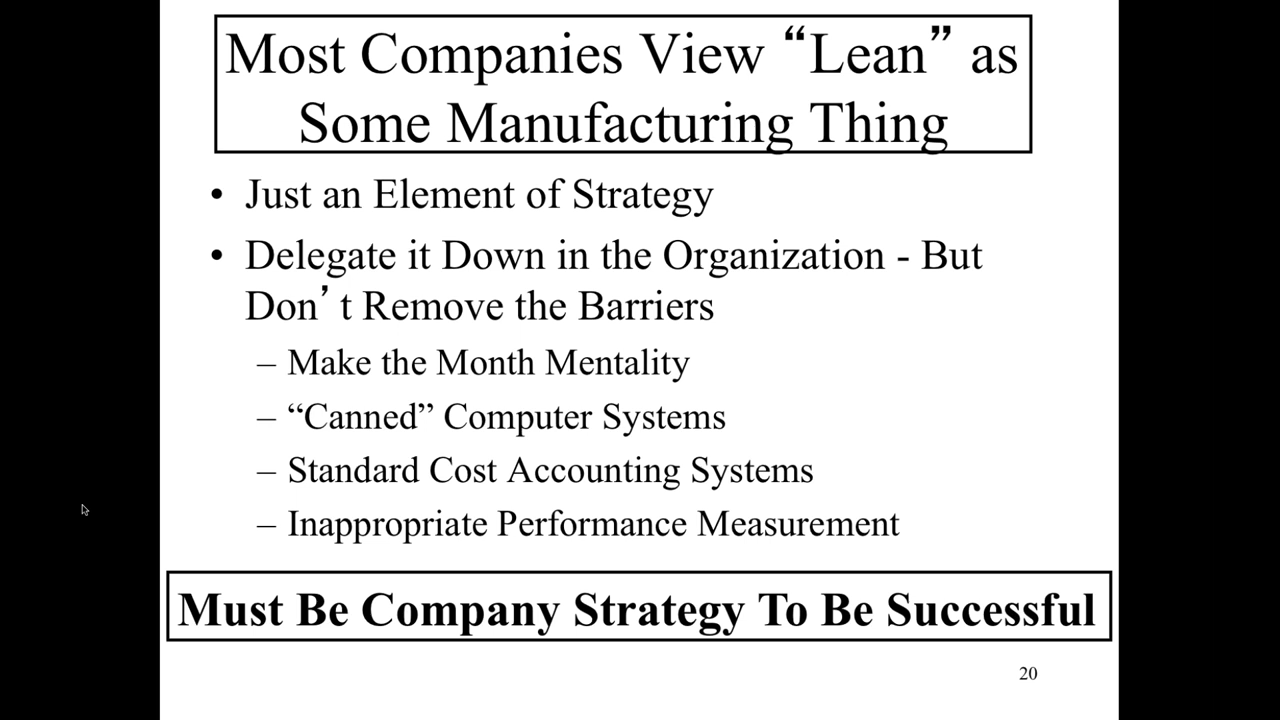 Most Companies View “Lean” as
Some Manufacturing Thing
• Just an Element of Strategy
• Delegate it Down in the Organization - But
Don’t Remove the Barriers
– Make the Month Mentality
– “Canned” Computer Systems
– Standard Cost Accounting Systems
– Inappropriate Performance Measurement
Must Be Company Strategy To Be Successful
20